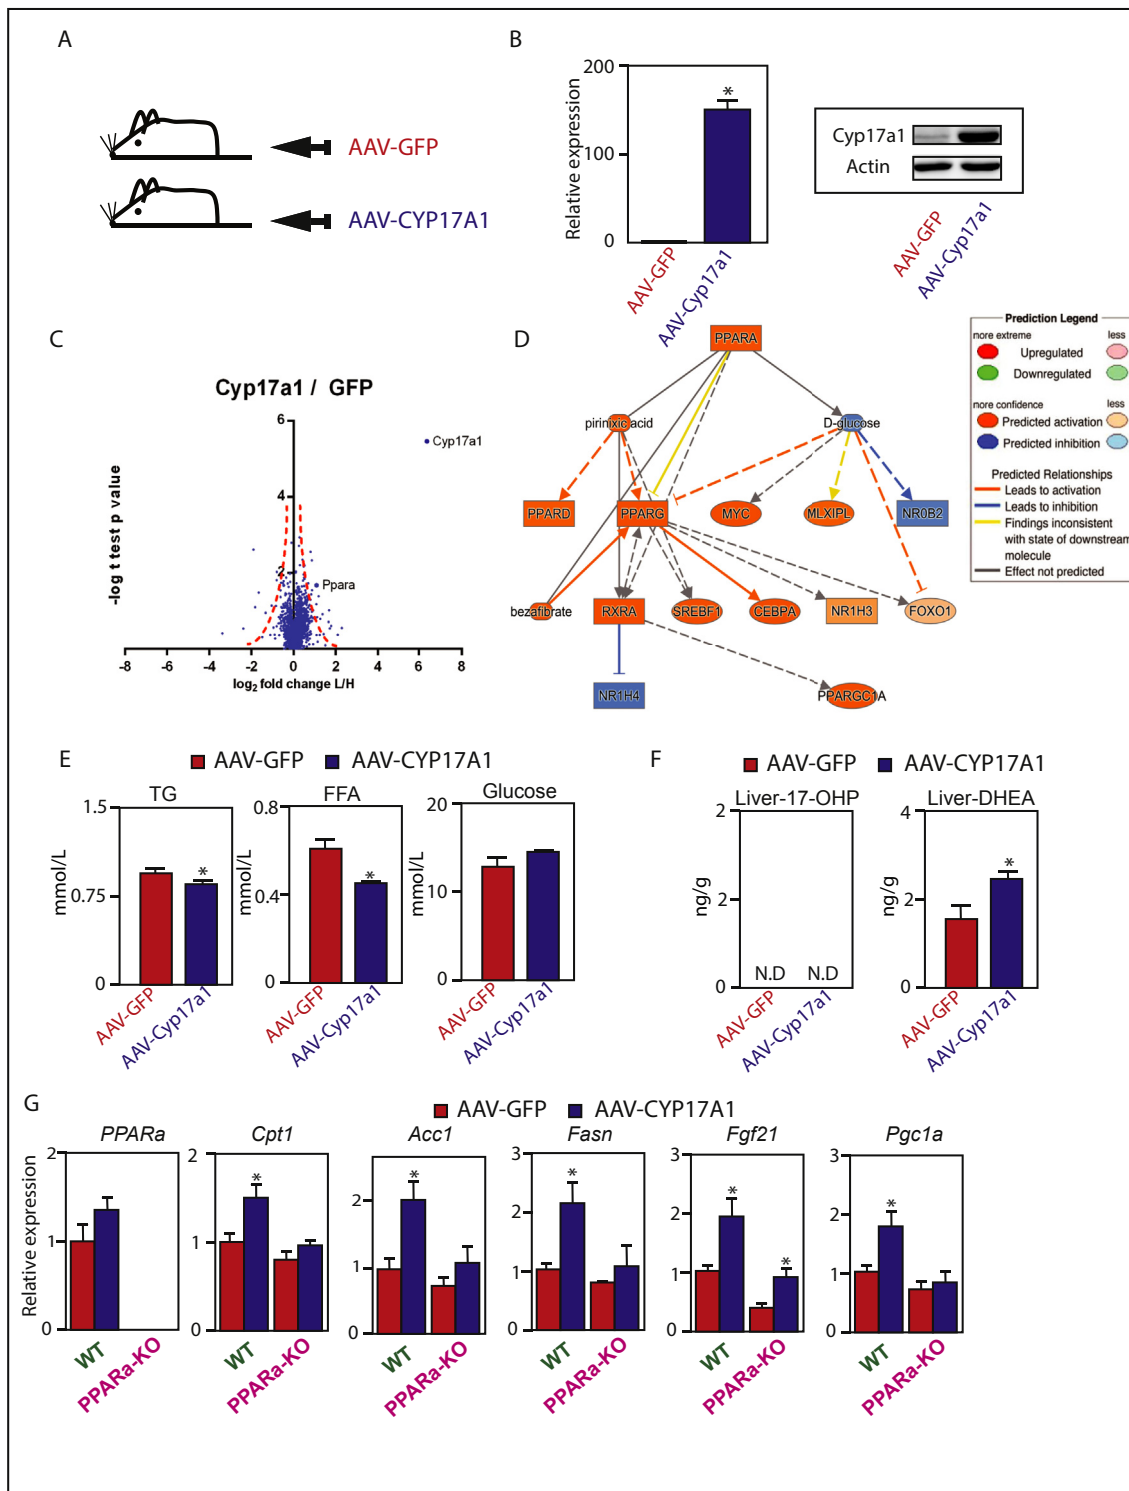 A
AAV-GFP
AAV-CYP17A1
B
Relative expression
200
100
0
*
AAV-GFP
AAV-Cyp17a1
Cyp17a1
Actin
AAV-GFP
AAV-Cyp17a1
C
Cyp17a1 / GFP
-log t test p value
6
4
2
Cyp17a1
Ppara
-8
-6
-4
-2
0
2
4
6
8
log2 fold change L/H
D
PPARA
pirinixic acid
D-glucose
PPARD
PPARG
MYC
MLXIPL
NR0B2
bezafibrate
RXRA
SREBF1
CEBPA
NR1H3
FOXO1
NR1H4
PPARGC1A
Prediction Legend
more extreme
less
Upregulated
Downregulated
more confidence
less
Predicted activation
Predicted inhibition
Predicted Relationships
Leads to activation
Leads to inhibition
Findings inconsistent
with state of downstream
molecule
Effect not predicted
E
AAV-GFP
AAV-CYP17A1
TG
mmol/L
1.5
0.75
0
*
AAV-GFP
AAV-Cyp17a1
FFA
mmol/L
0.8
0.4
0
*
AAV-GFP
AAV-Cyp17a1
Glucose
mmol/L
20
10
0
AAV-GFP
AAV-Cyp17a1
F
AAV-GFP
AAV-CYP17A1
Liver-17-OHP
ng/g
2
2
0
N.D
N.D
AAV-GFP
AAV-Cyp17a1
Liver-DHEA
ng/g
4
2
0
*
AAV-GFP
AAV-Cyp17a1
G
AAV-GFP
AAV-CYP17A1
Relative expression
PPARa
2
1
0
WT
PPARa-KO
Cpt1
2
1
0
*
WT
PPARa-KO
Acc1
2
1
0
*
WT
PPARa-KO
Fasn
3
2
1
0
*
WT
PPARa-KO
Fgf21
3
2
1
0
*
*
WT
PPARa-KO
Pgc1a
3
2
1
0
*
WT
PPARa-KO